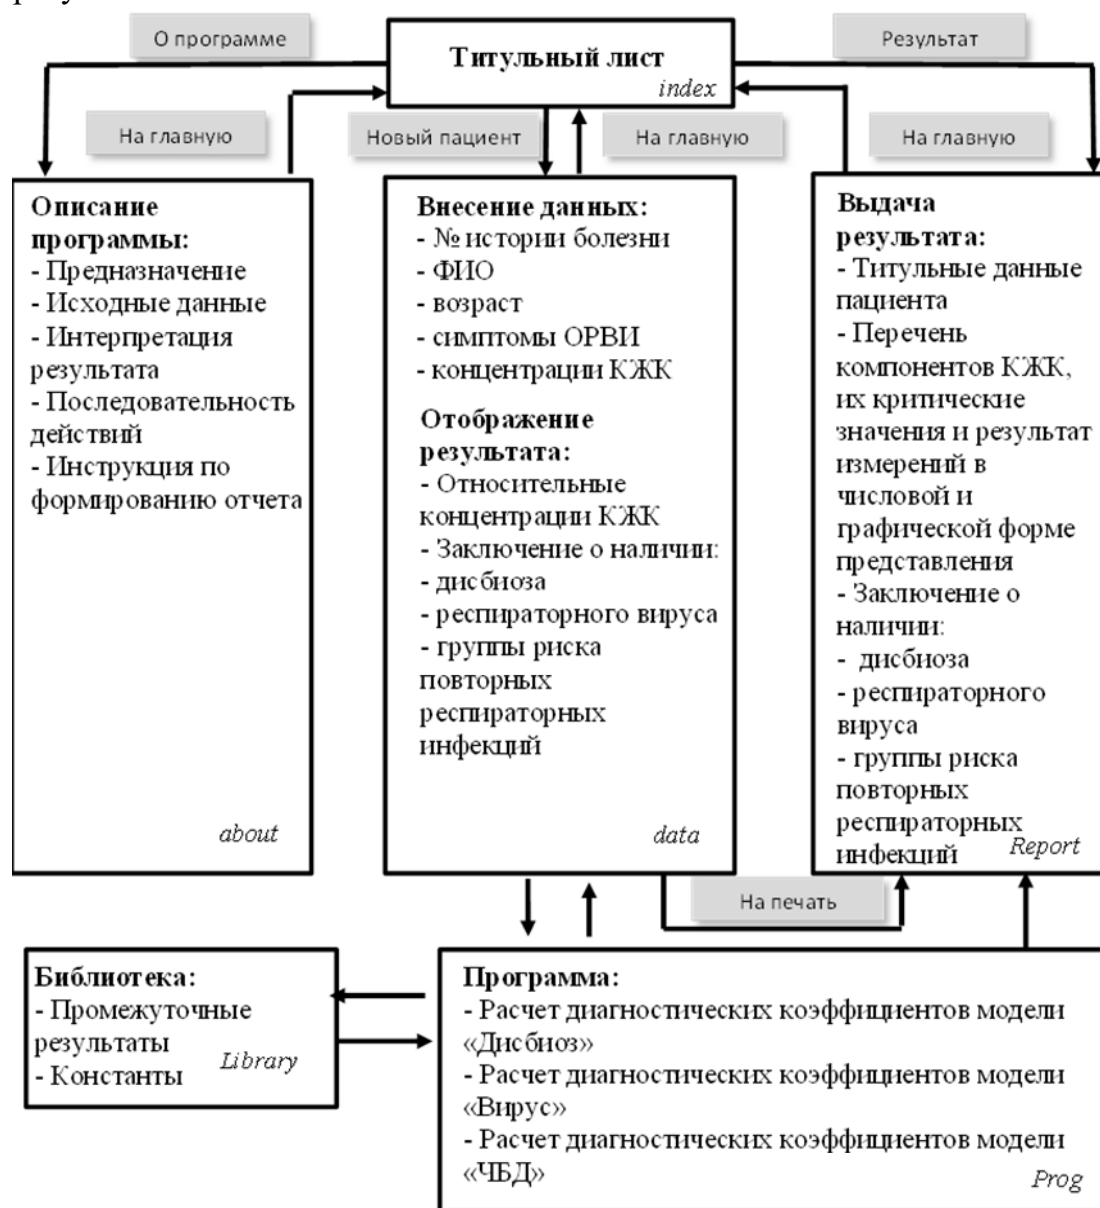 О программе
Титульный лист
index
Результат
На главную
Новый пациент
На главную
На главную
Описание
программы:
- Предназначение
- Исходные данные
- Интерпретация
результата
- Последовательность
действий
- Инструкция по
формированию отчета
about
Внесение данных:
- № истории болезни
- ФИО
- возраст
- симптомы ОРВИ
- концентрации КЖК
Отображение
результата:
- Относительные
концентрации КЖК
- Заключение о наличии:
- дисбиоза
- респираторного вируса
- группы риска
повторных
респираторных
инфекций
data
Выдача
результата:
- Титульные данные
пациента
- Перечень
компонентов КЖК,
их критические
значения и результат
измерений в
числовой и
графической форме
представления
- Заключение о
наличии:
- дисбиоза
- респираторного
вируса
- группы риска
повторных
респираторных
инфекций
Report
На печать
Библиотека:
- Промежуточные
результаты
- Константы
Library
Программа:
- Расчет диагностических коэффициентов модели
«Дисбиоз»
- Расчет диагностических коэффициентов модели
«Вирус»
- Расчет диагностических коэффициентов модели
«ЧБД»
Prog